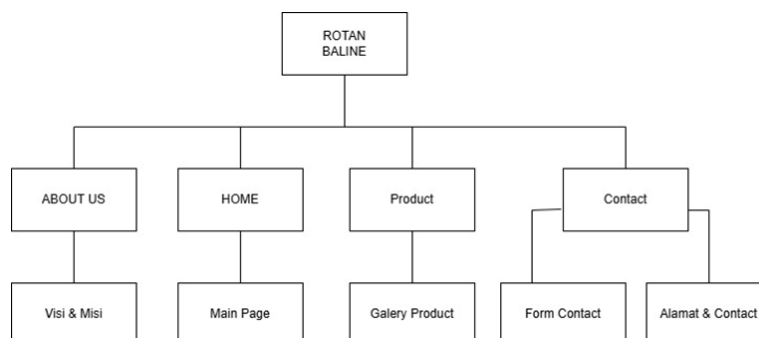 ROTAN
BALINE
ABOUT US
HOME
Product
Contact
Visi & Misi
Main Page
Galery Product
Form Contact
Alamat & Contact